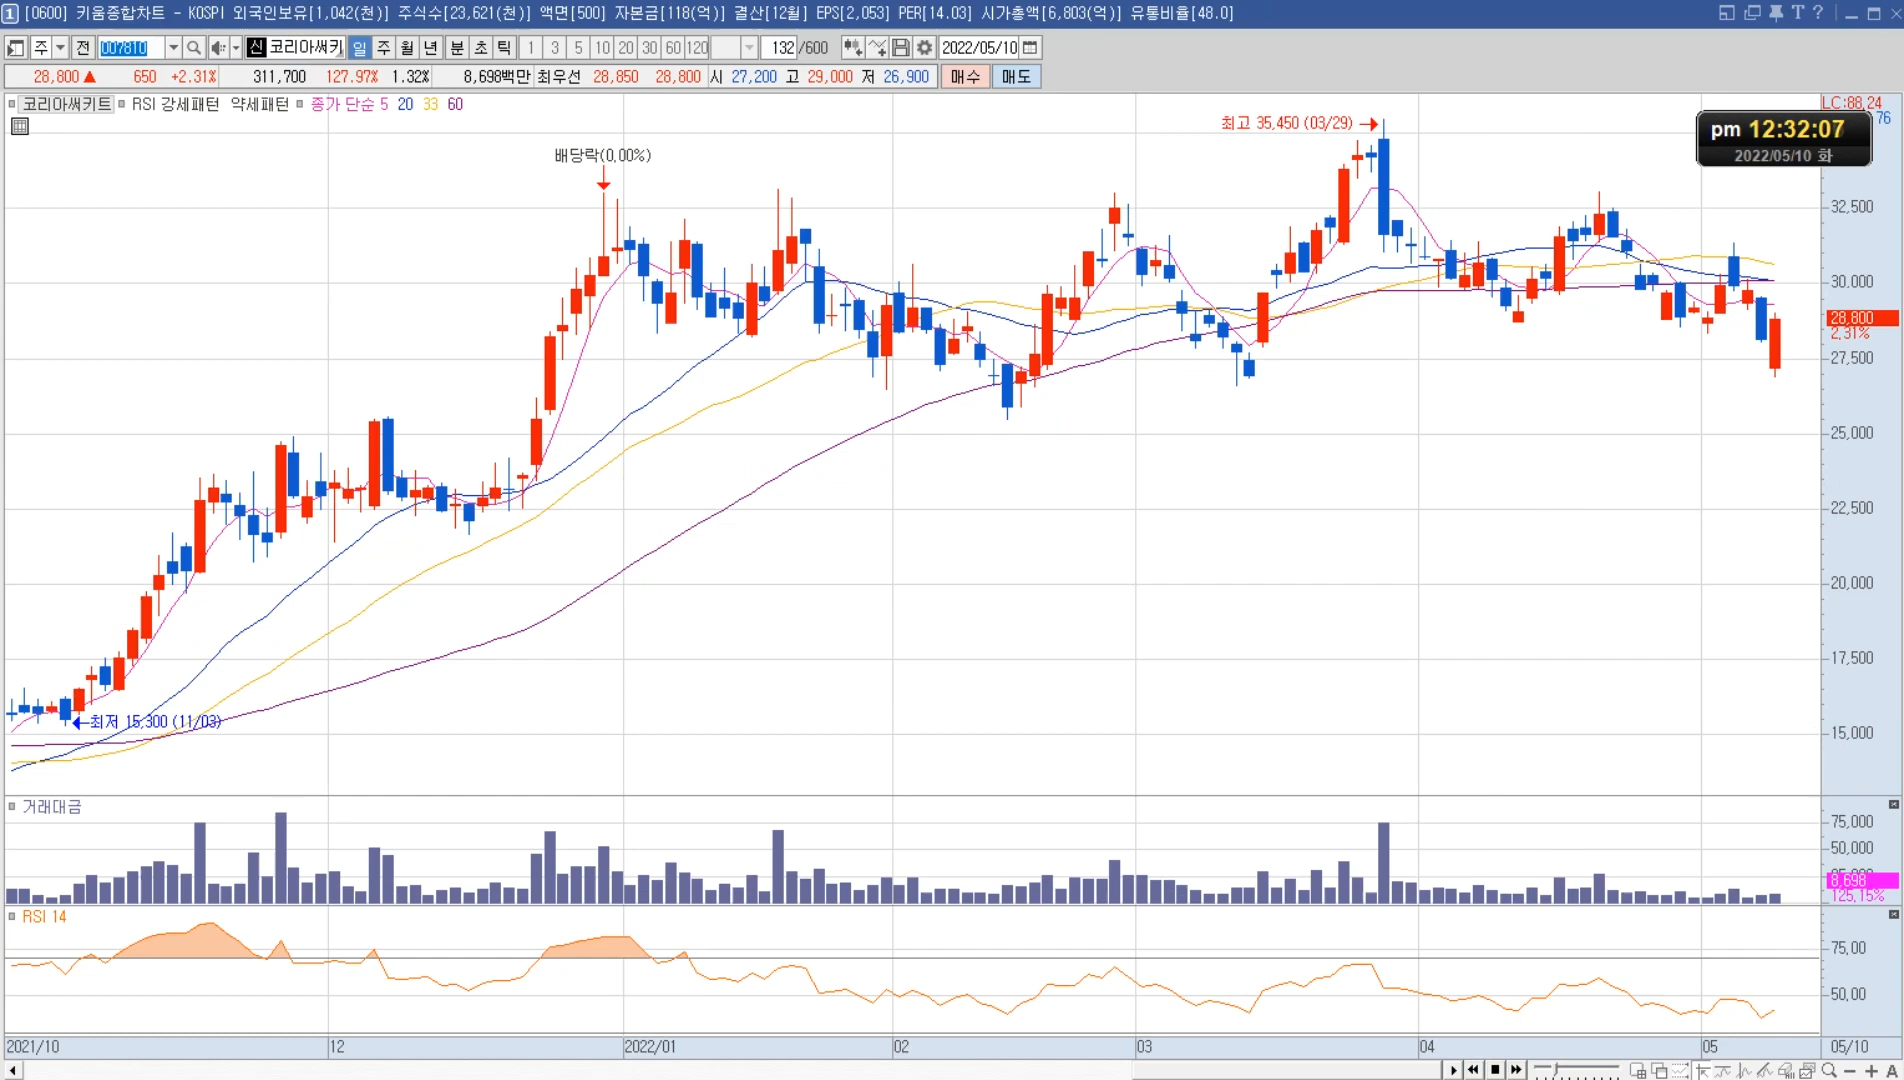 1 [0600] 키움종합차트 - KOSPI 외국인보유[1,042(천)] 주식수[23,621(천)] 액면[500] 자본금[118(억)] 결산[12월] EPS[2,053] PER[14.03] 시가총액[6,803(억)] 유통비율[48.0]
주 전 007810 신 코리아써키 일 주 월 년 분 초 틱 1 3 5 10 20 30 60 120 132 /600 2022/05/10
28,800 ▲ 650 +2.31% 311,700 127.97% 1.32% 8,698백만 최우선 28,850 28,800 시 27,200 고 29,000 저 26,900 매수 매도
코리아써키트 RSI 강세패턴 약세패턴 종가 단순 5 20 33 60
LC:88,24
76
pm 12:32:07
2022/05/10 화
최고 35,450 (03/29)
배당락(0,00%)
32,500
30,000
28,800
2,31%
27,500
25,000
22,500
20,000
17,500
최저 15,300 (11/03)
15,000
거래대금
75,000
50,000
8,698
125,15%
RSI 14
75,00
50,00
2021/10 12 2022/01 02 03 04 05 05/10